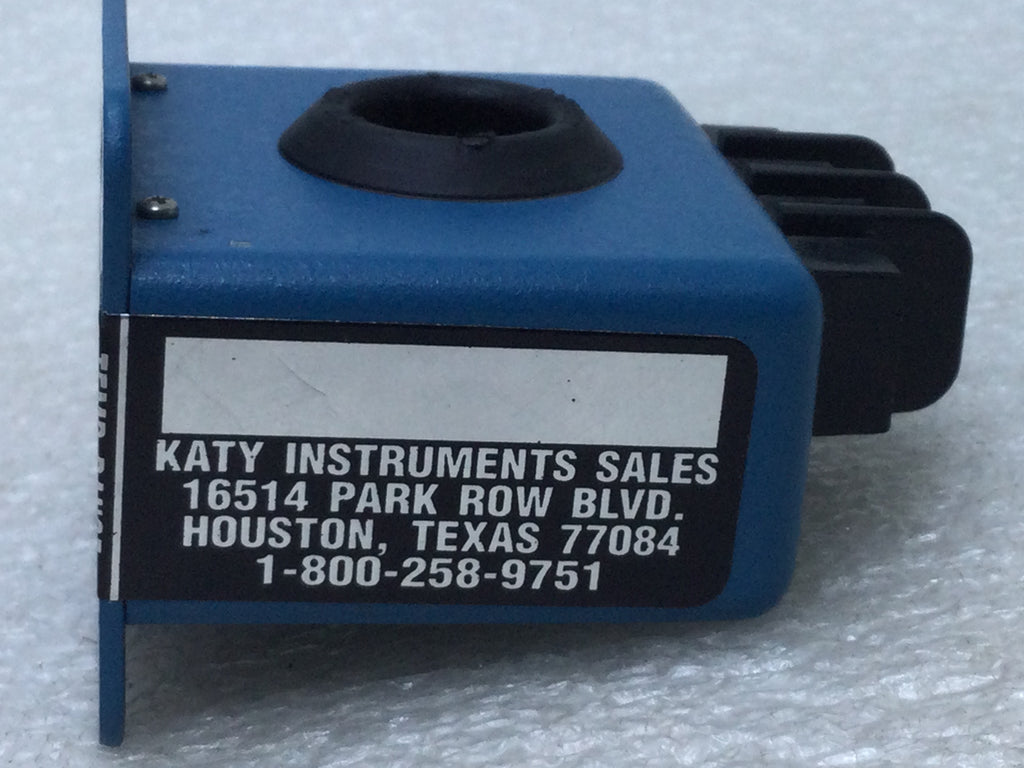 KATY INSTRUMENTS SALES
16514 PARK ROW BLVD.
HOUSTON, TEXAS 77084
1-800-258-9751